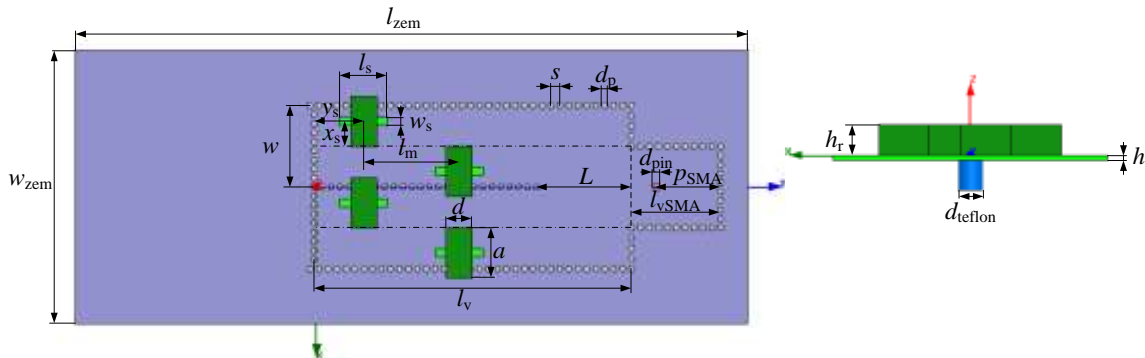 l_zem
l_s
s
d_p
y_s
w_s
x_s
w
l_m
d_pin
p_SMA
w_zem
L
l_vSMA
d
a
l_v
z
h_r
h
d_teflon